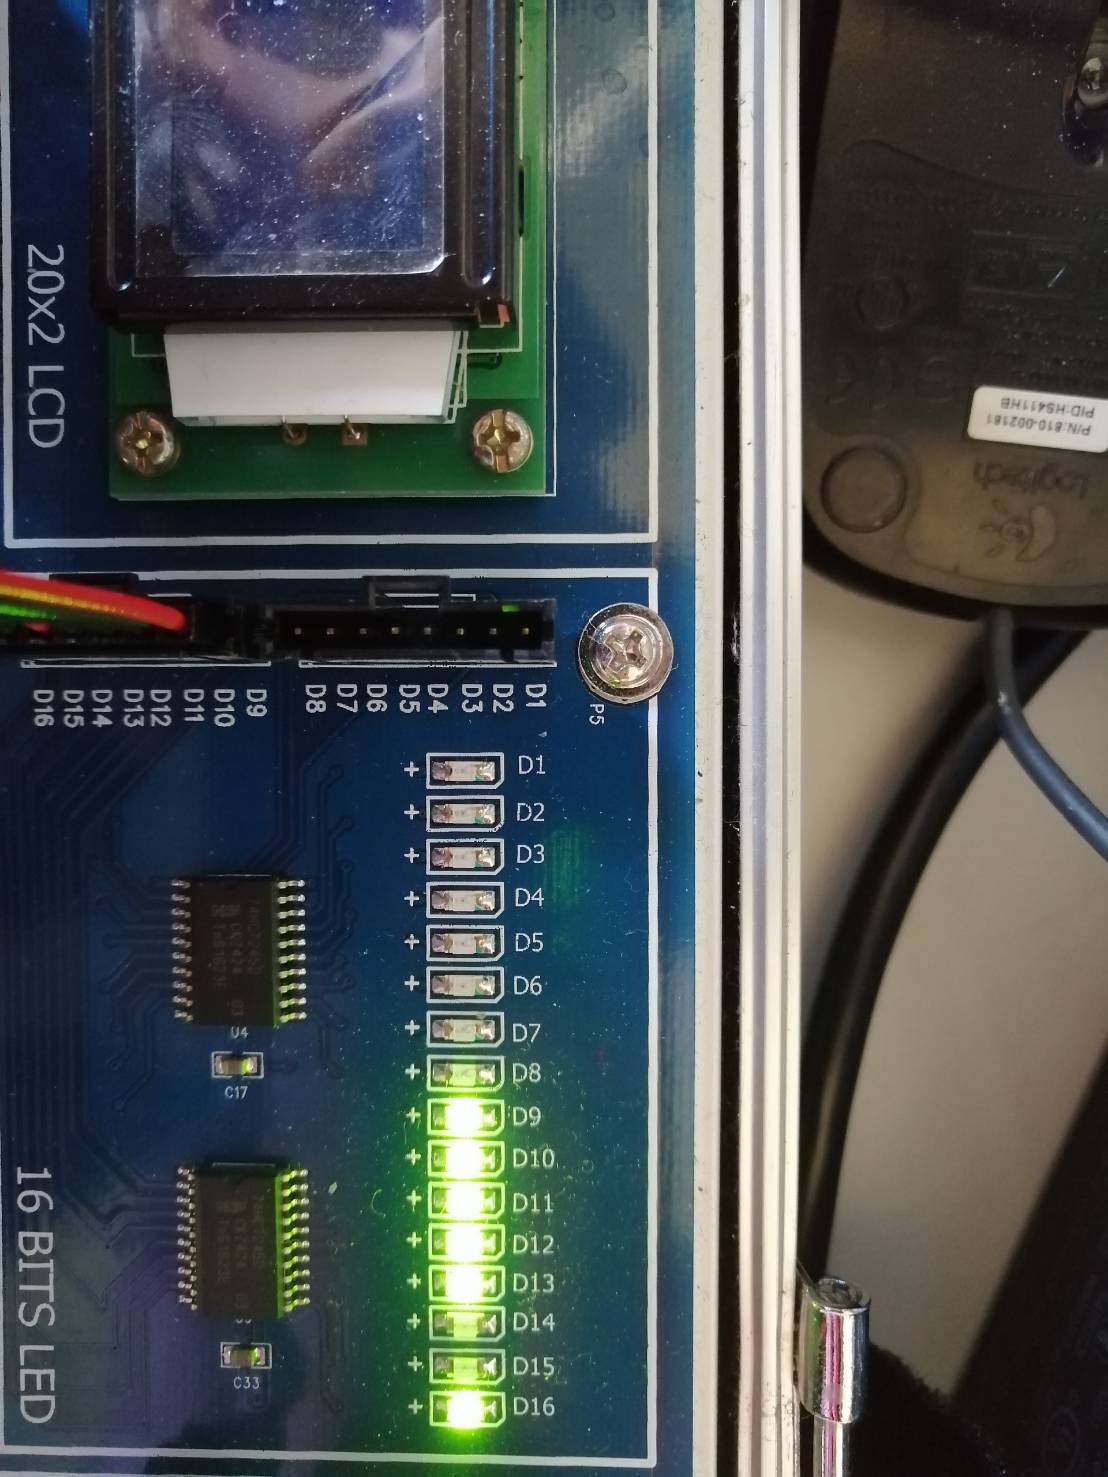 20x2 LCD
P/N:810-002181
PID:HS411HB
Logitech
D16
D15
D14
D13
D12
D11
D10
D9
D8
D7
D6
D5
D4
D3
D2
D1
P5
+ D1
+ D2
+ D3
+ D4
+ D5
+ D6
+ D7
+ D8
+ D9
+ D10
+ D11
+ D12
+ D13
+ D14
+ D15
+ D16
U4
C17
C33
16 BITS LED